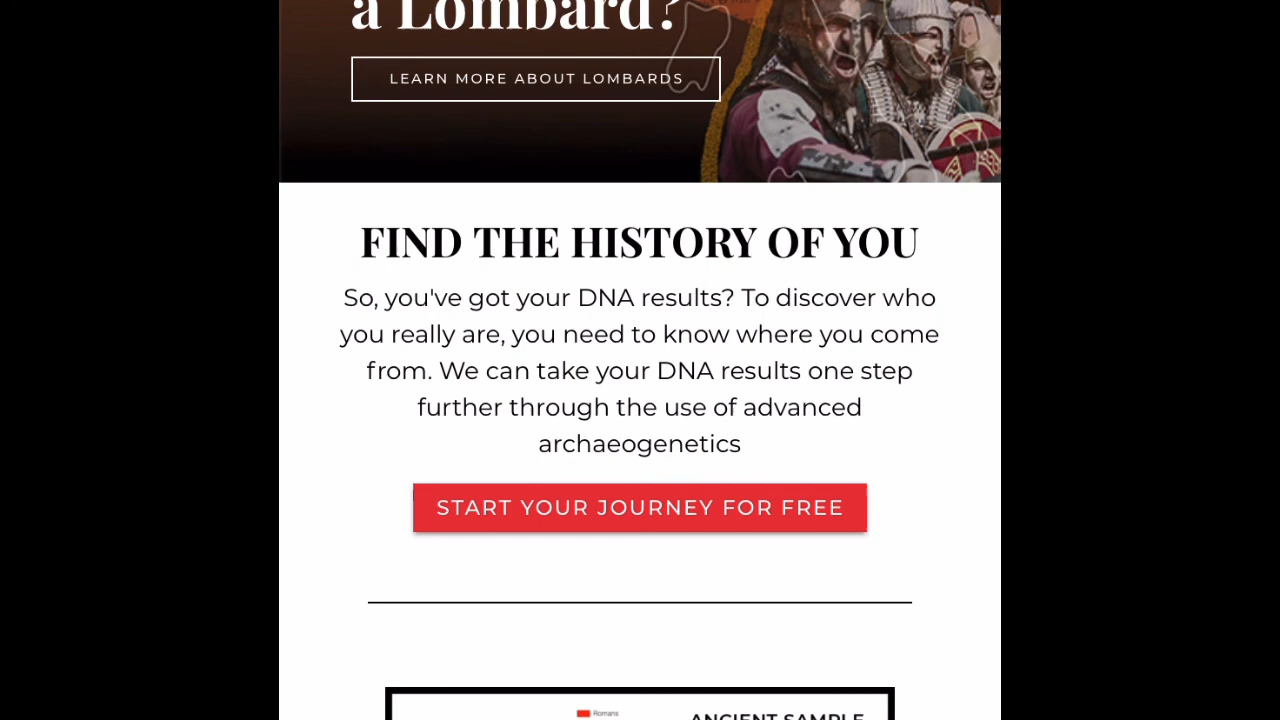 a Lombard?
LEARN MORE ABOUT LOMBARDS
FIND THE HISTORY OF YOU
So, you've got your DNA results? To discover who
you really are, you need to know where you come
from. We can take your DNA results one step
further through the use of advanced
archaeogenetics
START YOUR JOURNEY FOR FREE
Romans
ANCIENT SAMPLE